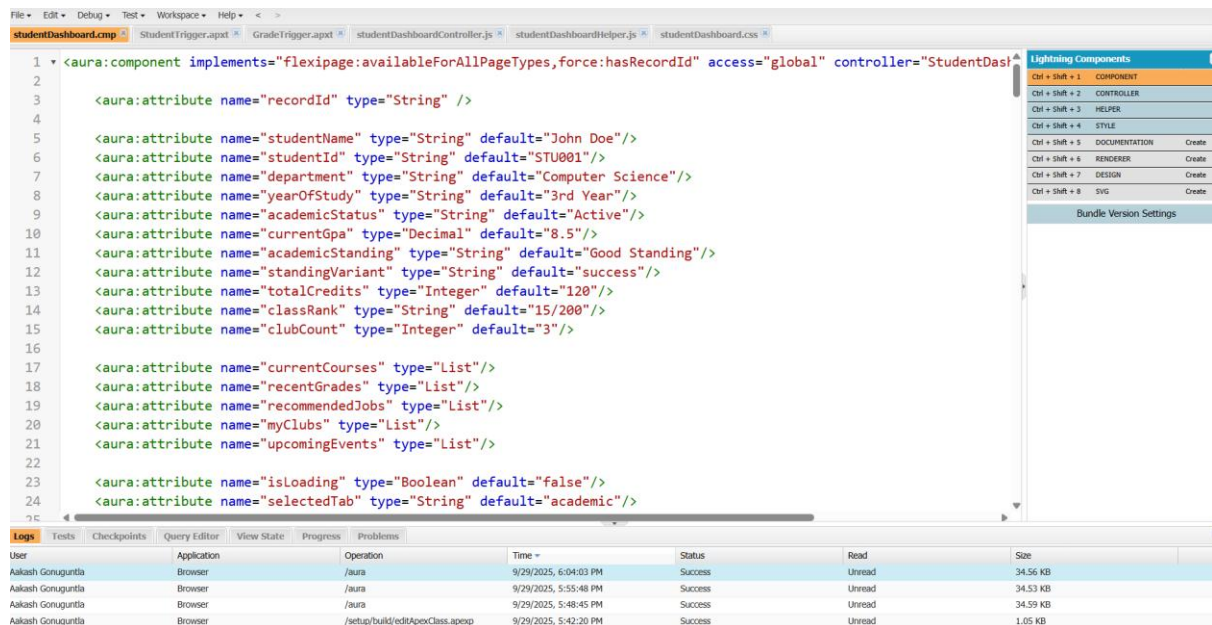 File Edit Debug Test Workspace Help < >
studentDashboard.cmp StudentTrigger.apxt GradeTrigger.apxt studentDashboardController.js studentDashboardHelper.js studentDashboard.css
1 <aura:component implements="flexipage:availableForAllPageTypes,force:hasRecordId" access="global" controller="StudentDash
2
3 <aura:attribute name="recordId" type="String" />
4
5 <aura:attribute name="studentName" type="String" default="John Doe"/>
6 <aura:attribute name="studentId" type="String" default="STU001"/>
7 <aura:attribute name="department" type="String" default="Computer Science"/>
8 <aura:attribute name="yearOfStudy" type="String" default="3rd Year"/>
9 <aura:attribute name="academicStatus" type="String" default="Active"/>
10 <aura:attribute name="currentGpa" type="Decimal" default="8.5"/>
11 <aura:attribute name="academicStanding" type="String" default="Good Standing"/>
12 <aura:attribute name="standingVariant" type="String" default="success"/>
13 <aura:attribute name="totalCredits" type="Integer" default="120"/>
14 <aura:attribute name="classRank" type="String" default="15/200"/>
15 <aura:attribute name="clubCount" type="Integer" default="3"/>
16
17 <aura:attribute name="currentCourses" type="List"/>
18 <aura:attribute name="recentGrades" type="List"/>
19 <aura:attribute name="recommendedJobs" type="List"/>
20 <aura:attribute name="myClubs" type="List"/>
21 <aura:attribute name="upcomingEvents" type="List"/>
22
23 <aura:attribute name="isLoading" type="Boolean" default="false"/>
24 <aura:attribute name="selectedTab" type="String" default="academic"/>
25
Lightning Components
Ctrl + Shift + 1 COMPONENT
Ctrl + Shift + 2 CONTROLLER
Ctrl + Shift + 3 HELPER
Ctrl + Shift + 4 STYLE
Ctrl + Shift + 5 DOCUMENTATION Create
Ctrl + Shift + 6 RENDERER Create
Ctrl + Shift + 7 DESIGN Create
Ctrl + Shift + 8 SVG Create
Bundle Version Settings
Logs Tests Checkpoints Query Editor View State Progress Problems
User Application Operation Time Status Read Size
Aakash Gonuguntla Browser /aura 9/29/2025, 6:04:03 PM Success Unread 34.56 KB
Aakash Gonuguntla Browser /aura 9/29/2025, 5:55:48 PM Success Unread 34.53 KB
Aakash Gonuguntla Browser /aura 9/29/2025, 5:48:45 PM Success Unread 34.59 KB
Aakash Gonuguntla Browser /setup/build/editApexClass.apexp 9/29/2025, 5:42:20 PM Success Unread 1.05 KB